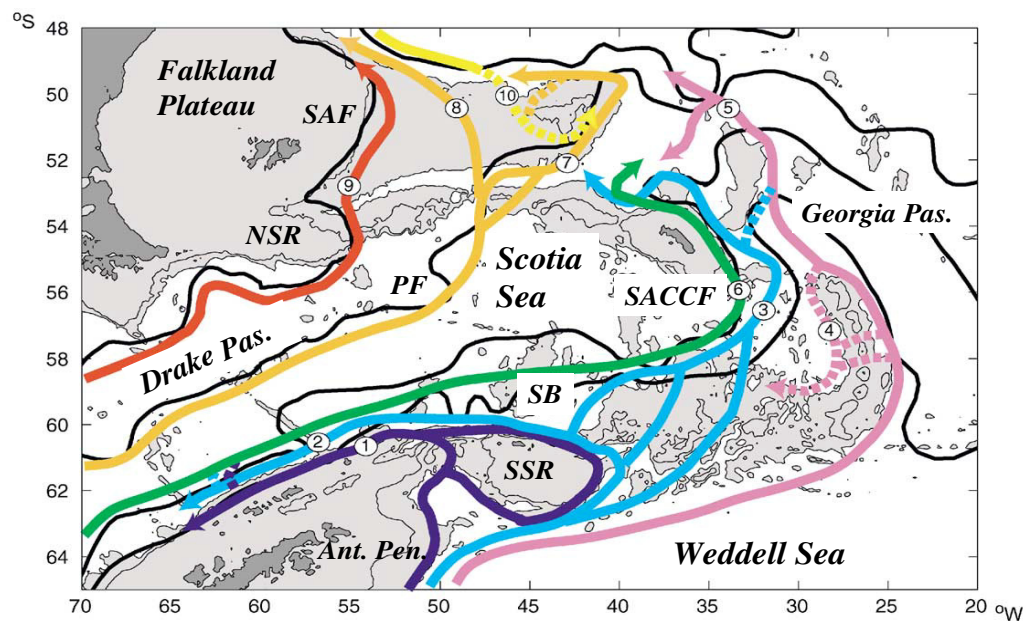 °S
48
50
52
54
56
58
60
62
64
Falkland
Plateau
SAF
10
8
5
7
9
NSR
Georgia Pas.
Scotia
Sea
PF
SACCF
6
3
4
Drake Pas.
SB
2
1
SSR
Ant. Pen.
Weddell Sea
70
65
60
55
50
45
40
35
30
25
20
°W